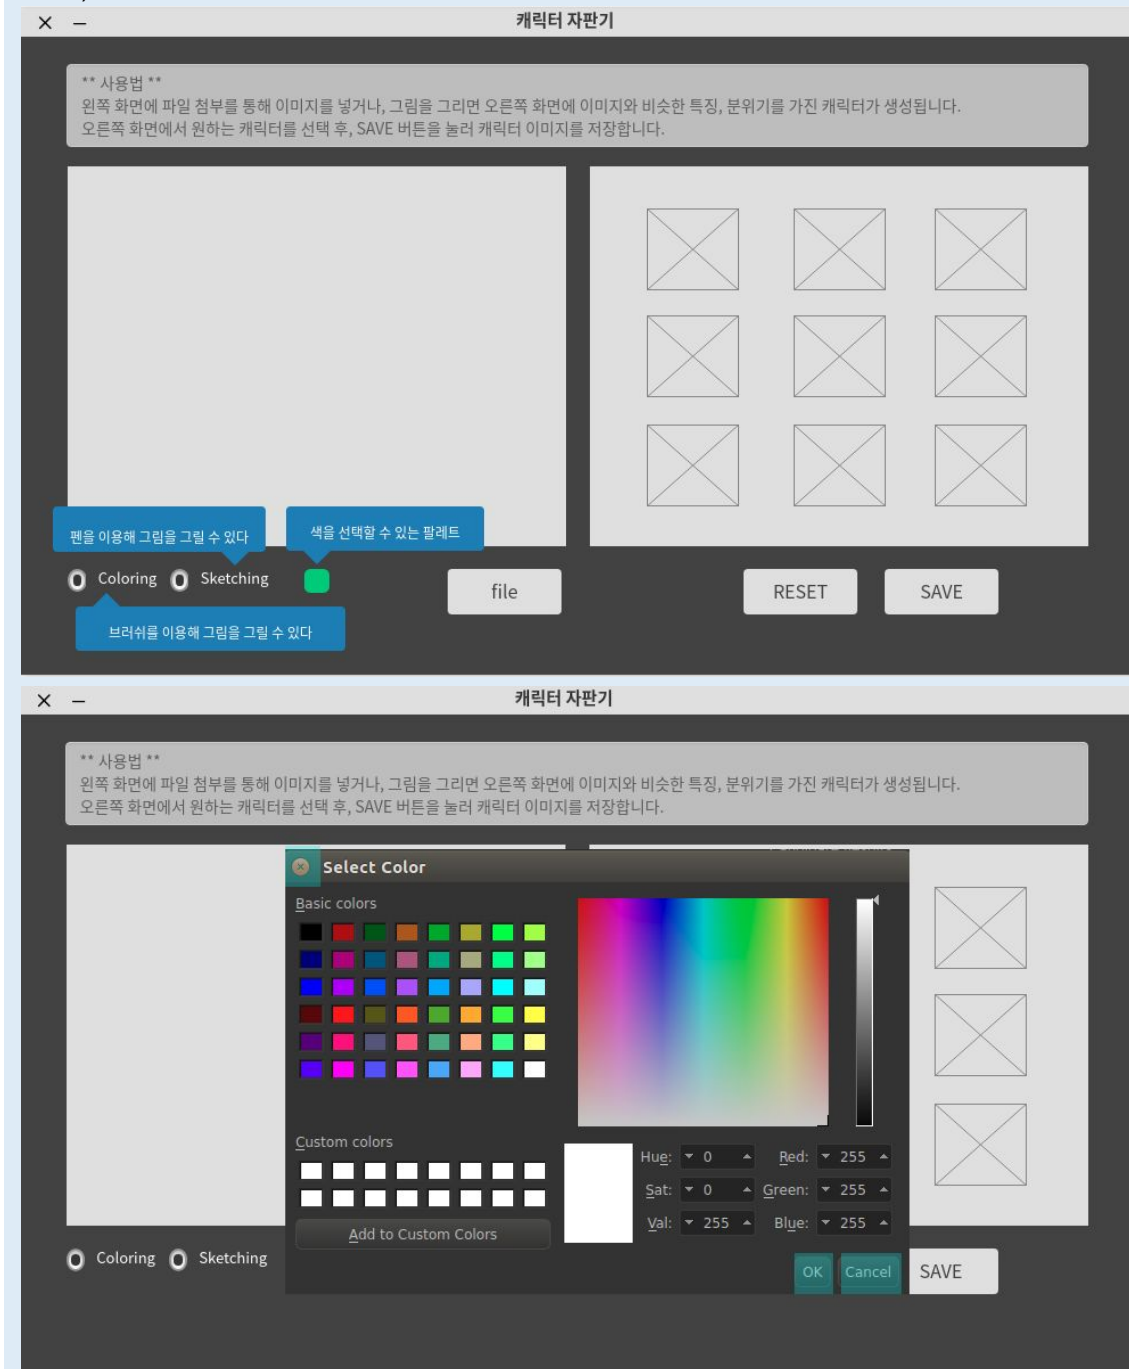 캐릭터 자판기
** 사용법 **
왼쪽 화면에 파일 첨부를 통해 이미지를 넣거나, 그림을 그리면 오른쪽 화면에 이미지와 비슷한 특징, 분위기를 가진 캐릭터가 생성됩니다.
오른쪽 화면에서 원하는 캐릭터를 선택 후, SAVE 버튼을 눌러 캐릭터 이미지를 저장합니다.
펜을 이용해 그림을 그릴 수 있다
색을 선택할 수 있는 팔레트
Coloring Sketching
file
RESET
SAVE
브러쉬를 이용해 그림을 그릴 수 있다
캐릭터 자판기
** 사용법 **
왼쪽 화면에 파일 첨부를 통해 이미지를 넣거나, 그림을 그리면 오른쪽 화면에 이미지와 비슷한 특징, 분위기를 가진 캐릭터가 생성됩니다.
오른쪽 화면에서 원하는 캐릭터를 선택 후, SAVE 버튼을 눌러 캐릭터 이미지를 저장합니다.
Select Color
Basic colors
Custom colors
Add to Custom Colors
Hue: 0 Red: 255
Sat: 0 Green: 255
Val: 255 Blue: 255
OK Cancel
Coloring Sketching
SAVE